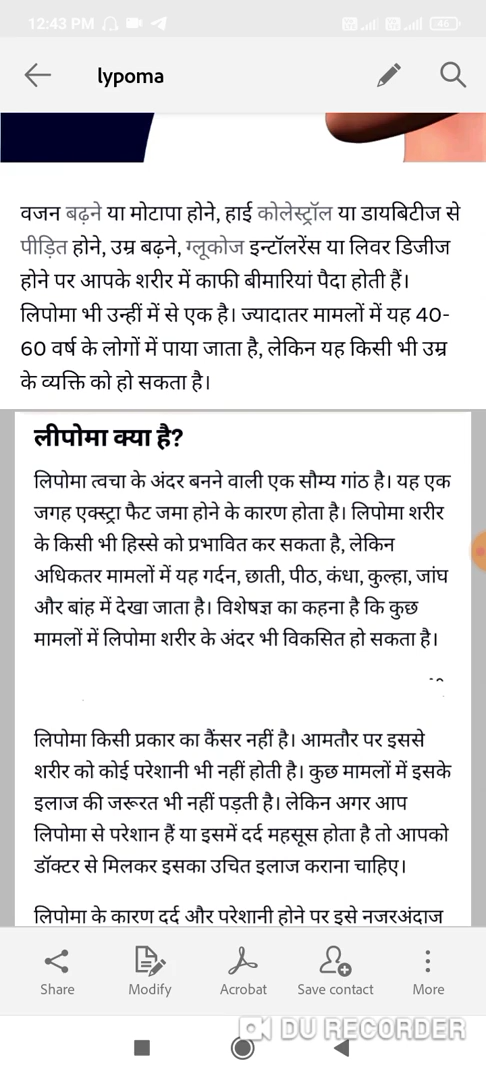 12:43 PM
46
lypoma
वजन बढ़ने या मोटापा होने, हाई कोलेस्ट्रॉल या डायबिटीज से
पीड़ित होने, उम्र बढ़ने, ग्लूकोज इन्टॉलरेंस या लिवर डिजीज
होने पर आपके शरीर में काफी बीमारियां पैदा होती हैं।
लिपोमा भी उन्हीं में से एक है। ज्यादातर मामलों में यह 40-
60 वर्ष के लोगों में पाया जाता है, लेकिन यह किसी भी उम्र
के व्यक्ति को हो सकता है।
लीपोमा क्या है?
लिपोमा त्वचा के अंदर बनने वाली एक सौम्य गांठ है। यह एक
जगह एक्स्ट्रा फैट जमा होने के कारण होता है। लिपोमा शरीर
के किसी भी हिस्से को प्रभावित कर सकता है, लेकिन
अधिकतर मामलों में यह गर्दन, छाती, पीठ, कंधा, कुल्हा, जांघ
और बांह में देखा जाता है। विशेषज्ञ का कहना है कि कुछ
मामलों में लिपोमा शरीर के अंदर भी विकसित हो सकता है।
लिपोमा किसी प्रकार का कैंसर नहीं है। आमतौर पर इससे
शरीर को कोई परेशानी भी नहीं होती है। कुछ मामलों में इसके
इलाज की जरूरत भी नहीं पड़ती है। लेकिन अगर आप
लिपोमा से परेशान हैं या इसमें दर्द महसूस होता है तो आपको
डॉक्टर से मिलकर इसका उचित इलाज कराना चाहिए।
लिपोमा के कारण दर्द और परेशानी होने पर इसे नजरअंदाज
Share Modify Acrobat Save contact More
DU RECORDER